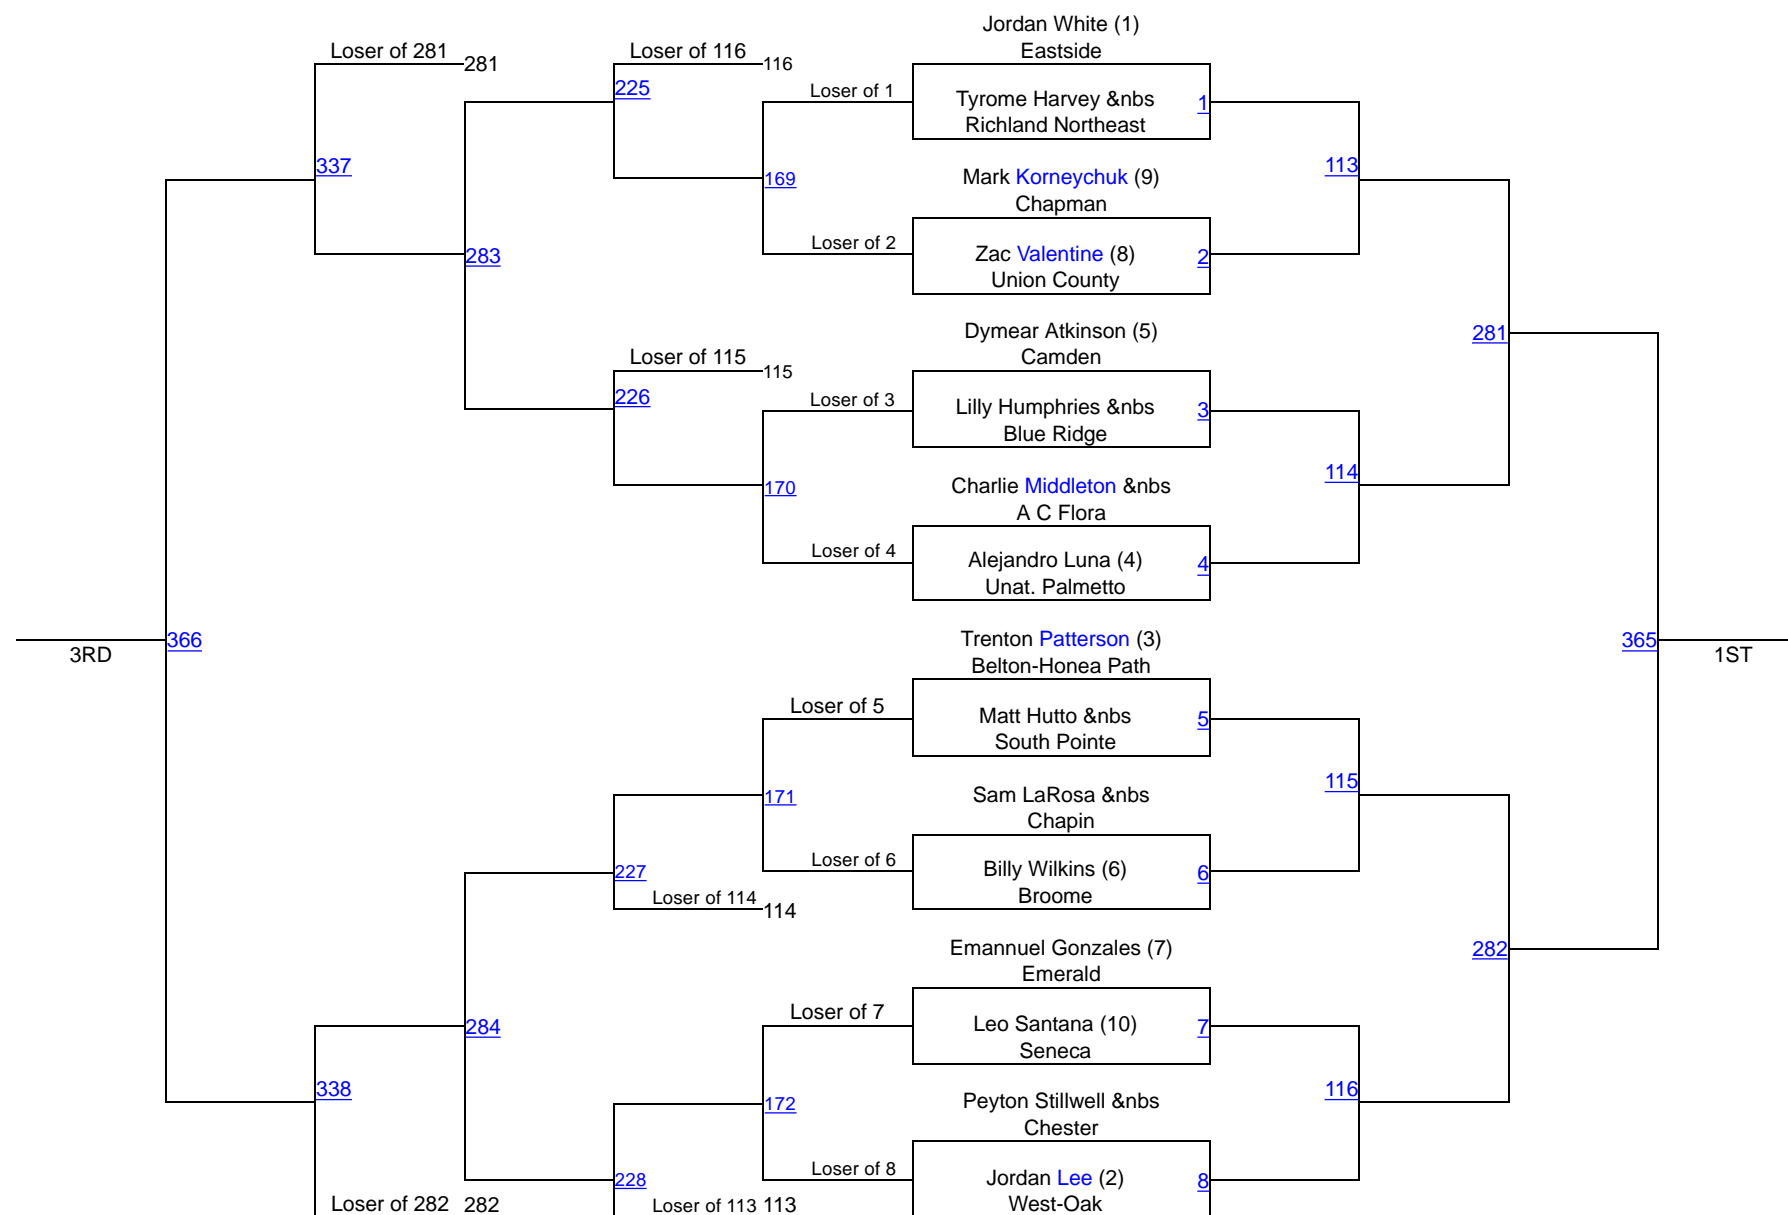 Jordan White (1)
Eastside
Loser of 281
281
Loser of 116
116
225
Loser of 1
Tyrome Harvey &nbs
Richland Northeast
1
337
169
Mark Korneychuk (9)
Chapman
113
283
Loser of 2
Zac Valentine (8)
Union County
2
Dymear Atkinson (5)
Camden
281
Loser of 115
115
226
Loser of 3
Lilly Humphries &nbs
Blue Ridge
3
170
Charlie Middleton &nbs
A C Flora
114
Loser of 4
Alejandro Luna (4)
Unat. Palmetto
4
3RD
366
Trenton Patterson (3)
Belton-Honea Path
365
1ST
Loser of 5
Matt Hutto &nbs
South Pointe
5
171
Sam LaRosa &nbs
Chapin
115
227
Loser of 6
Billy Wilkins (6)
Broome
6
Loser of 114
114
Emannuel Gonzales (7)
Emerald
282
284
Loser of 7
Leo Santana (10)
Seneca
7
338
172
Peyton Stillwell &nbs
Chester
116
228
Loser of 8
Jordan Lee (2)
West-Oak
8
Loser of 282
282
Loser of 113
113